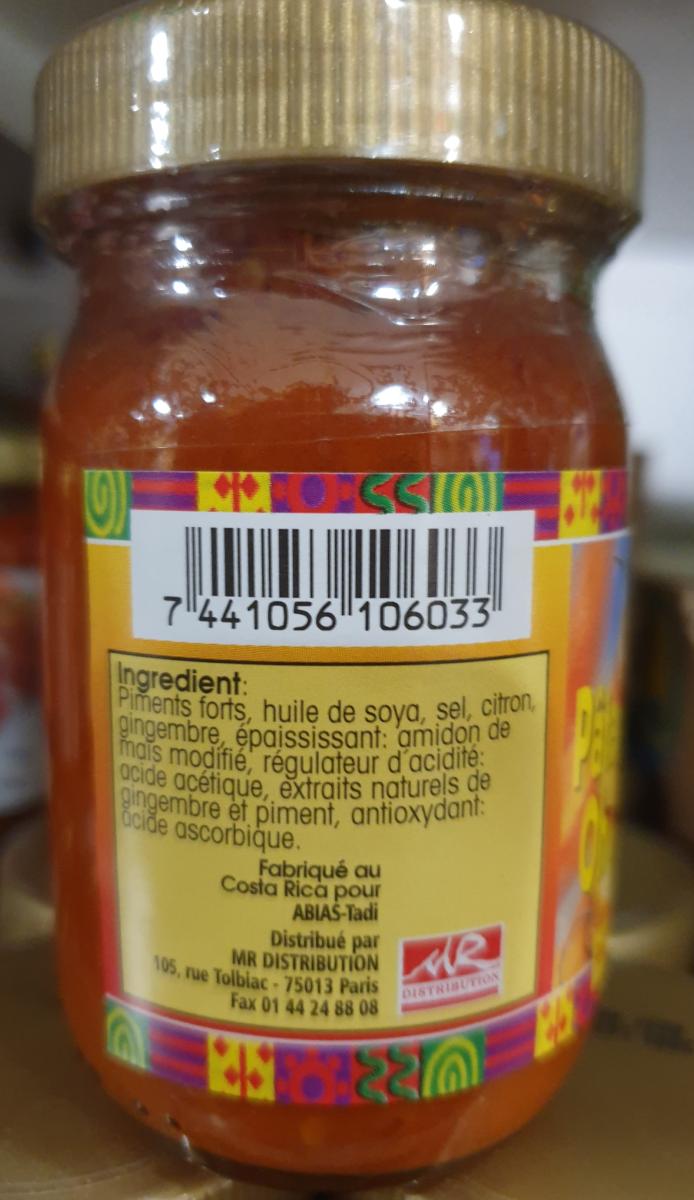 7 441056 106033
Ingredient:
Piments forts, huile de soya, sel, citron,
gingembre, épaississant: amidon de
maïs modifié, régulateur d'acidité:
acide acétique, extraits naturels de
gingembre et piment, antioxydant:
acide ascorbique.
Fabriqué au
Costa Rica pour
ABIAS-Tadi
Distribué par
MR DISTRIBUTION
105, rue Tolbiac - 75013 Paris
Fax 01 44 24 88 08
MR
DISTRIBUTION